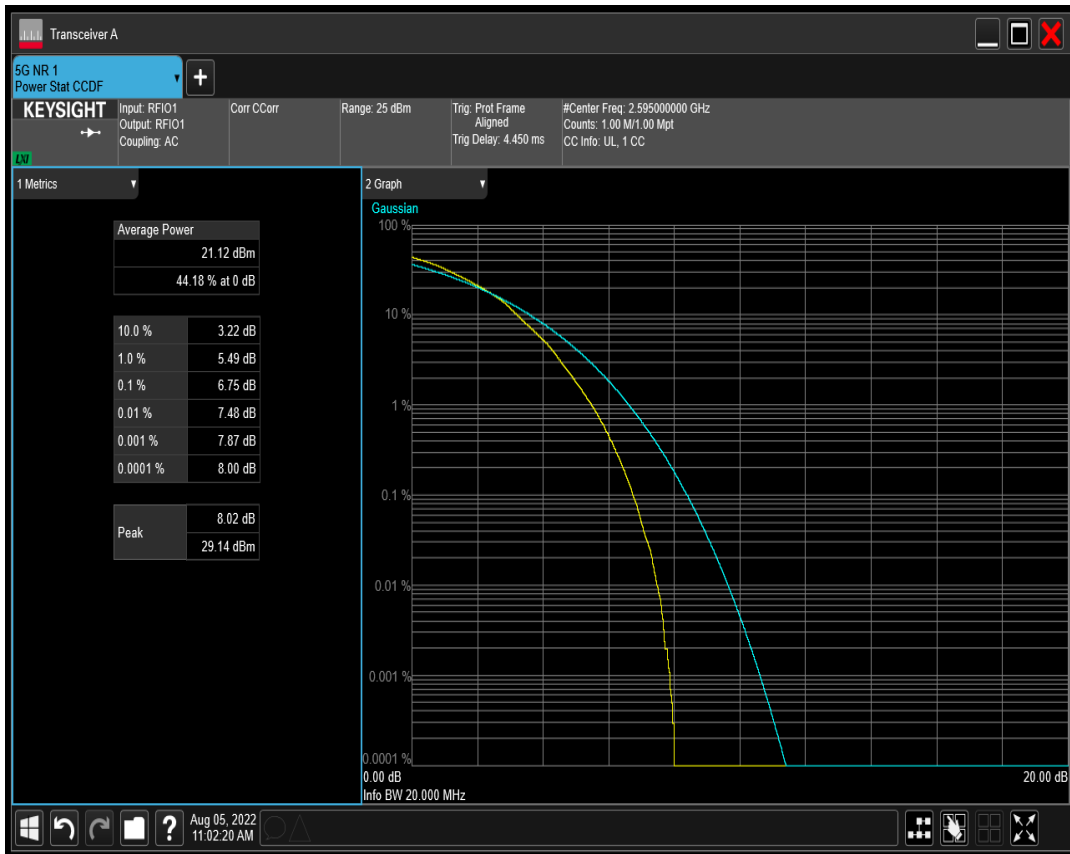 Transceiver A
5G NR 1
Power Stat CCDF
+
KEYSIGHT
LXI
Input: RFIO1
Output: RFIO1
Coupling: AC
Corr CCorr
Range: 25 dBm
Trig: Prot Frame
Aligned
Trig Delay: 4.450 ms
#Center Freq: 2.595000000 GHz
Counts: 1.00 M/1.00 Mpt
CC Info: UL, 1 CC
1 Metrics
Average Power
21.12 dBm
44.18 % at 0 dB
10.0 % 3.22 dB
1.0 % 5.49 dB
0.1 % 6.75 dB
0.01 % 7.48 dB
0.001 % 7.87 dB
0.0001 % 8.00 dB
Peak
8.02 dB
29.14 dBm
2 Graph
Gaussian
100 %
10 %
1 %
0.1 %
0.01 %
0.001 %
0.0001 %
0.00 dB 20.00 dB
Info BW 20.000 MHz
?
Aug 05, 2022
11:02:20 AM